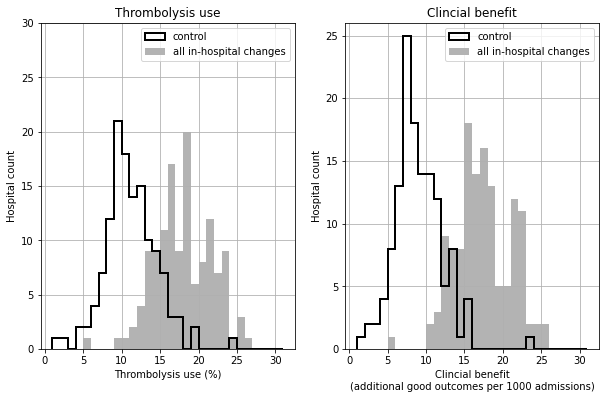 Thrombolysis use
control
all in-hospital changes
Hospital count
30
25
20
15
10
5
0
0 5 10 15 20 25 30
Thrombolysis use (%)
Clincial benefit
control
all in-hospital changes
Hospital count
25
20
15
10
5
0
0 5 10 15 20 25 30
Clincial benefit
(additional good outcomes per 1000 admissions)